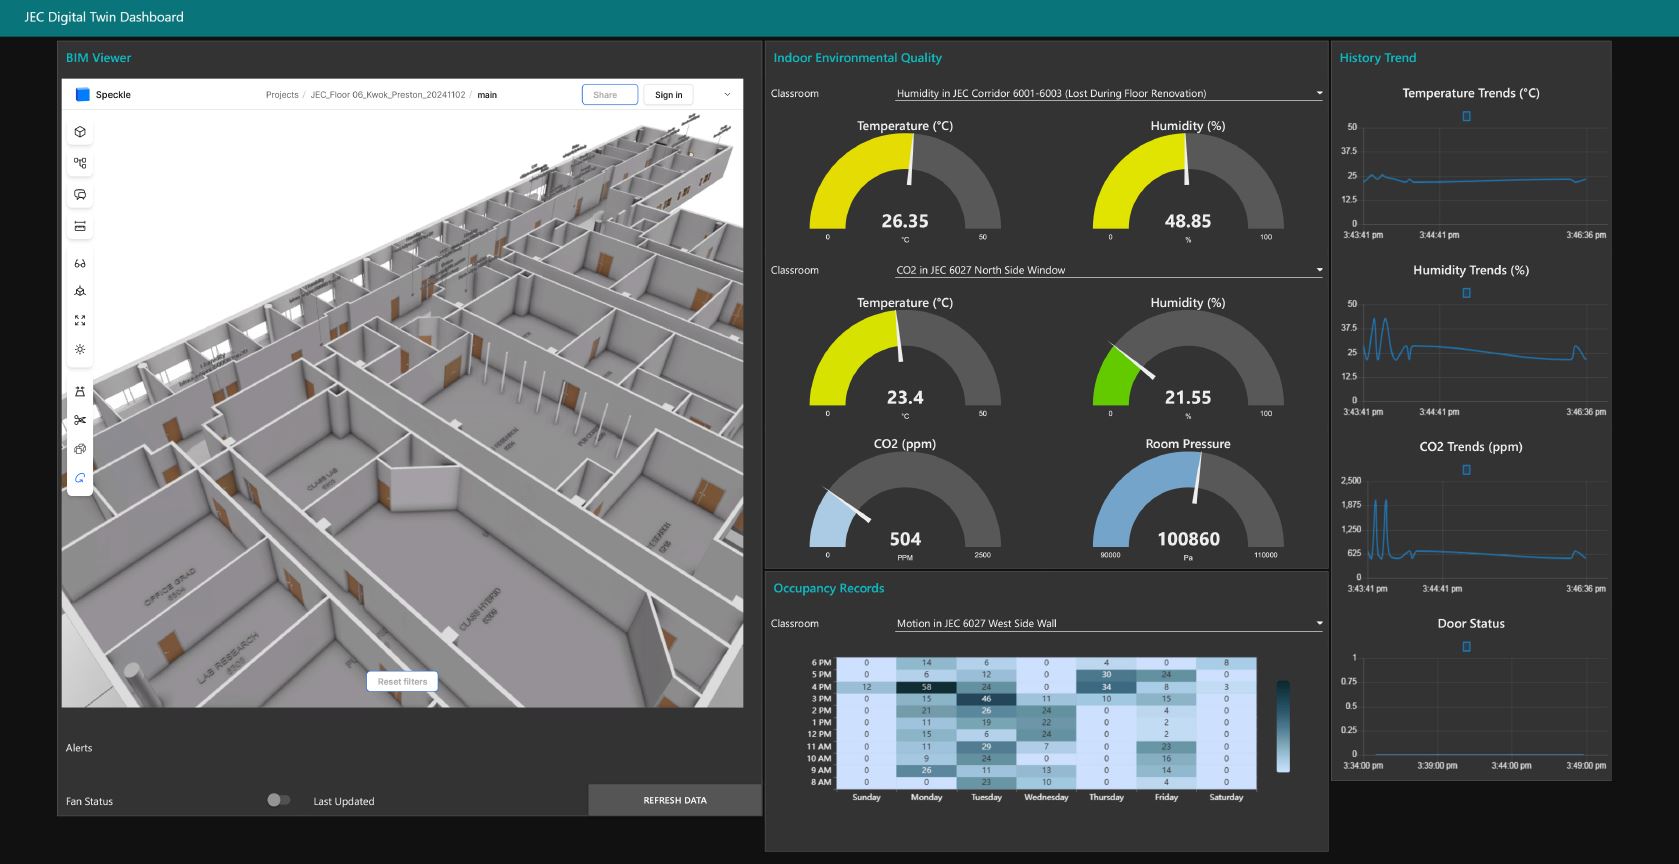 JEC Digital Twin Dashboard
BIM Viewer
Speckle
Projects / JEC_Floor 06_Kwok_Preston_20241102 / main
Share
Sign in
CLASS LAB
OFFICE GRAD
LAB RESEARCH
CLASS HYBRID
6309
Reset filters
Alerts
Fan Status
Last Updated
REFRESH DATA
Indoor Environmental Quality
Classroom
Humidity in JEC Corridor 6001-6003 (Lost During Floor Renovation)
Temperature (°C)
26.35
°C
0
50
Humidity (%)
48.85
%
0
100
Classroom
CO2 in JEC 6027 North Side Window
Temperature (°C)
23.4
°C
0
50
Humidity (%)
21.55
%
0
100
CO2 (ppm)
504
PPM
0
2500
Room Pressure
100860
Pa
90000
110000
Occupancy Records
Classroom
Motion in JEC 6027 West Side Wall
6 PM 0 14 6 0 4 0 8
5 PM 0 6 12 0 30 24 0
4 PM 12 58 24 0 34 8 3
3 PM 0 15 46 11 10 15 0
2 PM 0 21 26 24 0 4 0
1 PM 0 11 19 22 0 2 0
12 PM 0 15 6 24 0 2 0
11 AM 0 11 29 7 0 23 0
10 AM 0 9 24 0 0 16 0
9 AM 0 26 11 13 0 14 0
8 AM 0 0 23 10 0 4 0
Sunday Monday Tuesday Wednesday Thursday Friday Saturday
History Trend
Temperature Trends (°C)
50
37.5
25
12.5
0
3:43:41 pm 3:44:41 pm 3:46:36 pm
Humidity Trends (%)
50
37.5
25
12.5
0
3:43:41 pm 3:44:41 pm 3:46:36 pm
CO2 Trends (ppm)
2,500
1,875
1,250
625
0
3:43:41 pm 3:44:41 pm 3:46:36 pm
Door Status
1
0.75
0.5
0.25
0
3:34:00 pm 3:39:00 pm 3:44:00 pm 3:49:00 pm